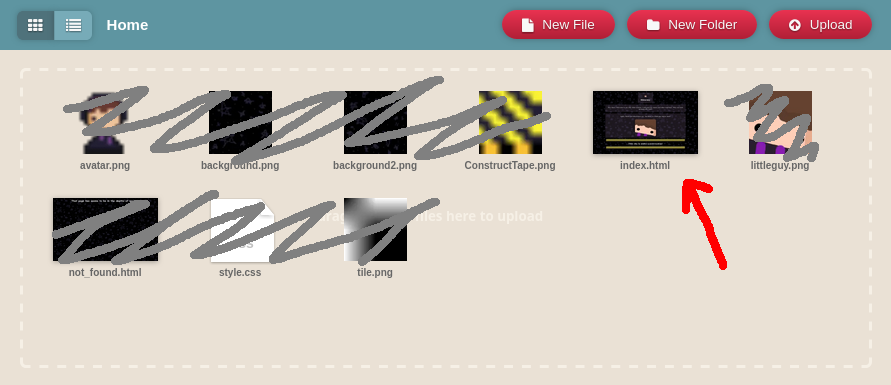 Home
New File
New Folder
Upload
avatar.png
background.png
background2.png
ConstructTape.png
index.html
littleguy.png
files here to upload
not_found.html
style.css
tile.png